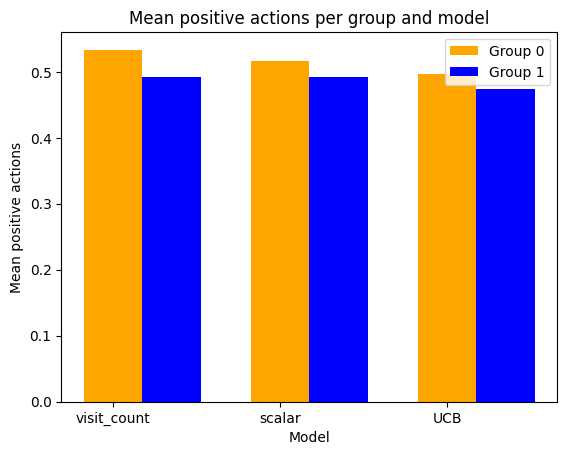 Mean positive actions per group and model
Group 0
Group 1
Mean positive actions
0.5
0.4
0.3
0.2
0.1
0.0
visit_count scalar UCB
Model